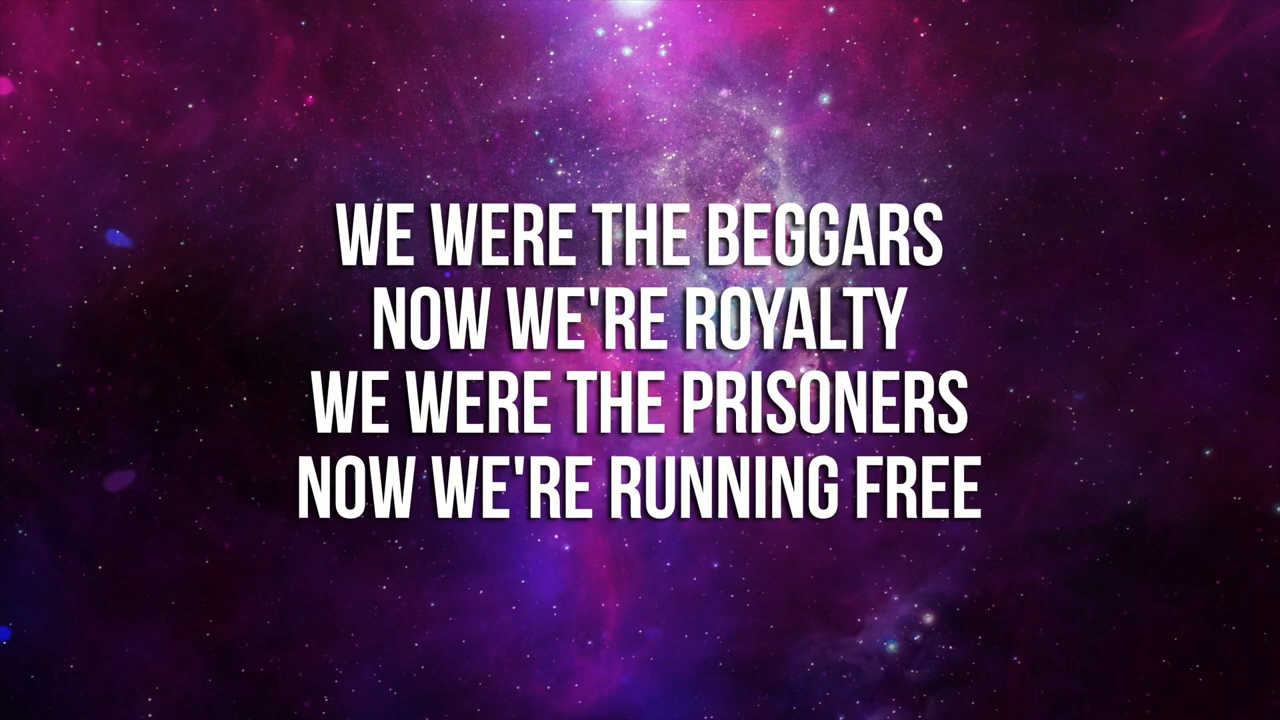 WE WERE THE BEGGARS
NOW WE'RE ROYALTY
WE WERE THE PRISONERS
NOW WE'RE RUNNING FREE